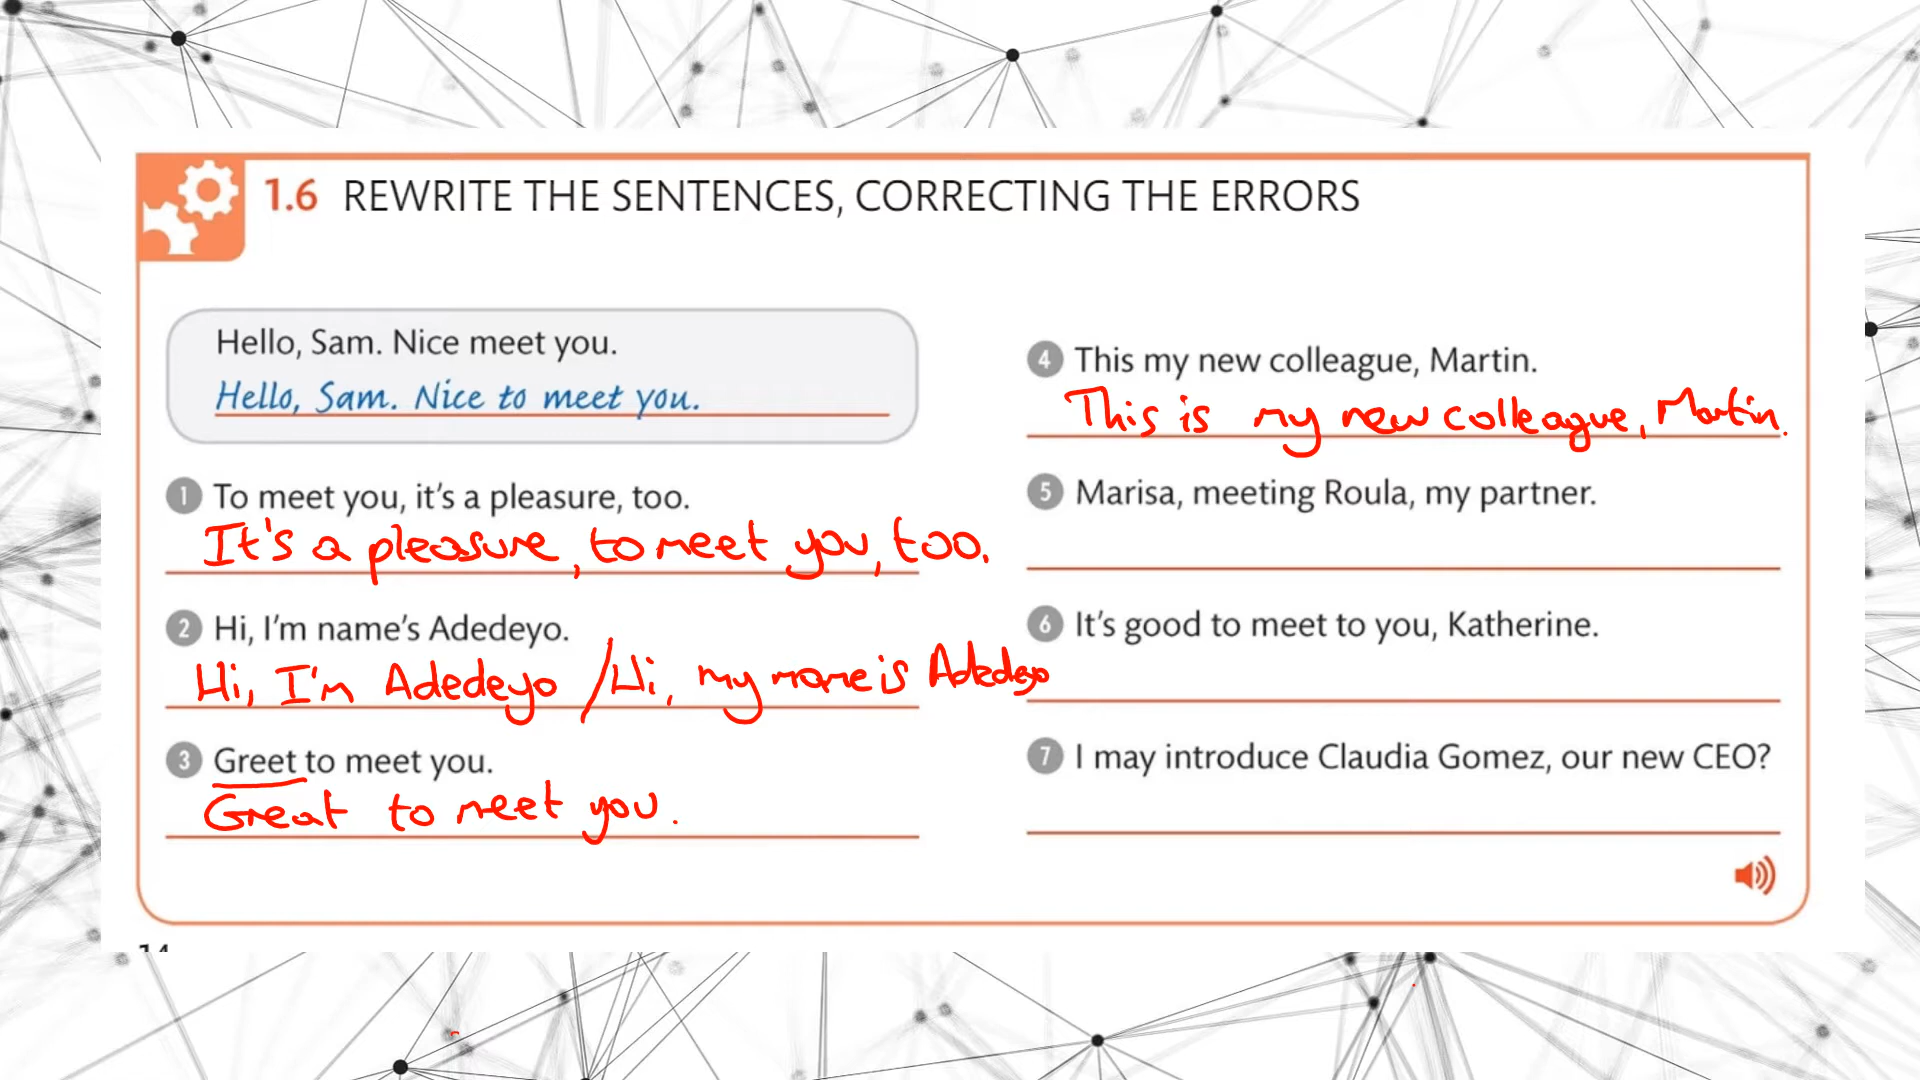 1.6 REWRITE THE SENTENCES, CORRECTING THE ERRORS
Hello, Sam. Nice meet you.
Hello, Sam. Nice to meet you.
1 To meet you, it's a pleasure, too.
It's a pleasure, to meet you, too.
2 Hi, I'm name's Adedeyo.
Hi, I'm Adedeyo / Hi, my name is Adedeyo
3 Greet to meet you.
Great to meet you.
4 This my new colleague, Martin.
This is my new colleague, Martin.
5 Marisa, meeting Roula, my partner.
6 It's good to meet to you, Katherine.
7 I may introduce Claudia Gomez, our new CEO?
14